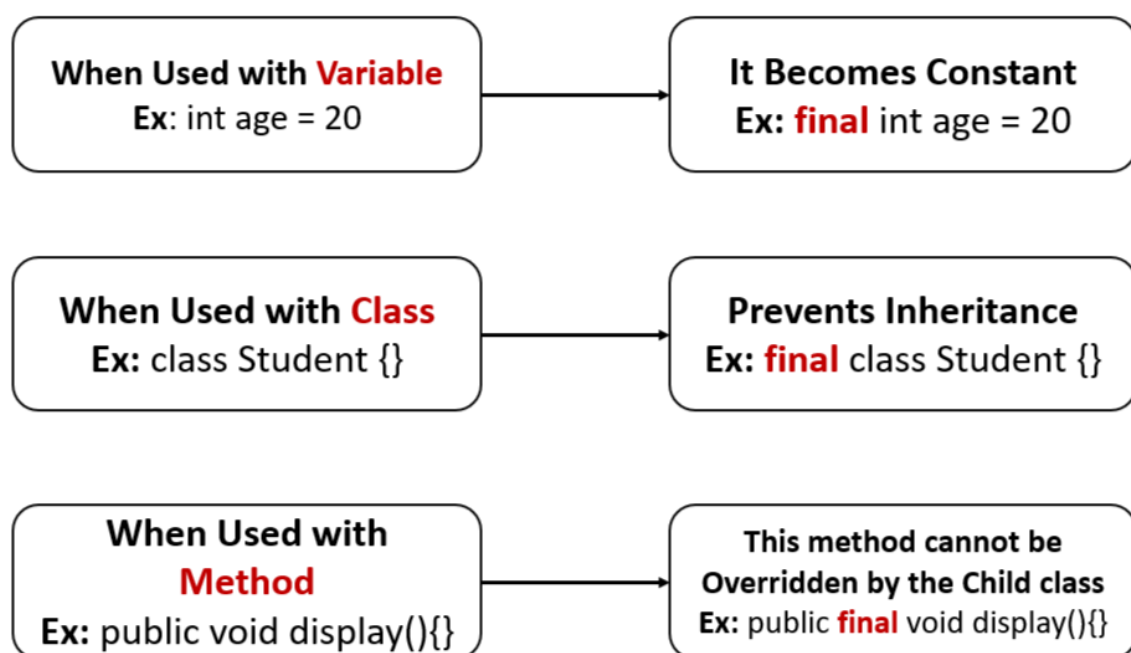 When Used with Variable
Ex: int age = 20
It Becomes Constant
Ex: final int age = 20
When Used with Class
Ex: class Student {}
Prevents Inheritance
Ex: final class Student {}
When Used with
Method
Ex: public void display(){}
This method cannot be
Overridden by the Child class
Ex: public final void display(){}